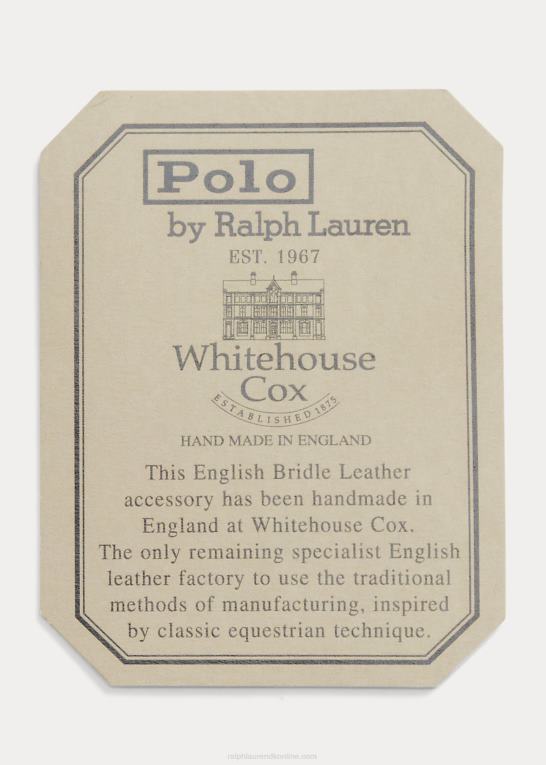 Polo
by Ralph Lauren
EST. 1967
Whitehouse
Cox
ESTABLISHED 1875
HAND MADE IN ENGLAND
This English Bridle Leather
accessory has been handmade in
England at Whitehouse Cox.
The only remaining specialist English
leather factory to use the traditional
methods of manufacturing, inspired
by classic equestrian technique.
ralphlaurendkonline.com